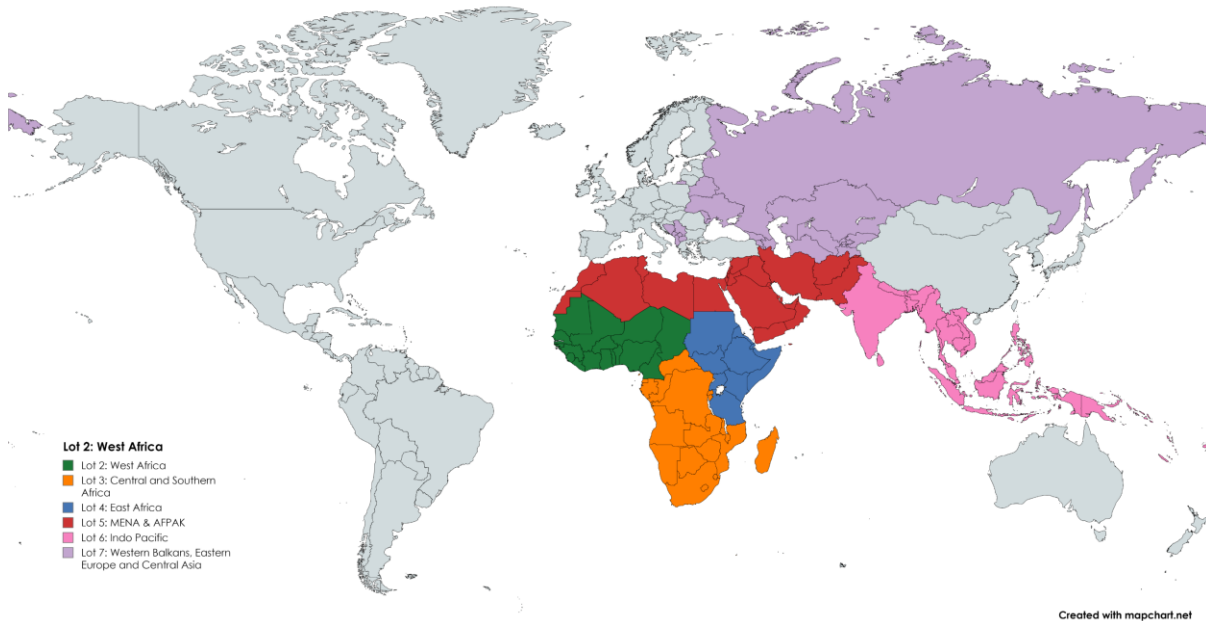 Lot 2: West Africa
Lot 2: West Africa
Lot 3: Central and Southern
Africa
Lot 4: East Africa
Lot 5: MENA & AFPAK
Lot 6: Indo Pacific
Lot 7: Western Balkans, Eastern
Europe and Central Asia
Created with mapchart.net